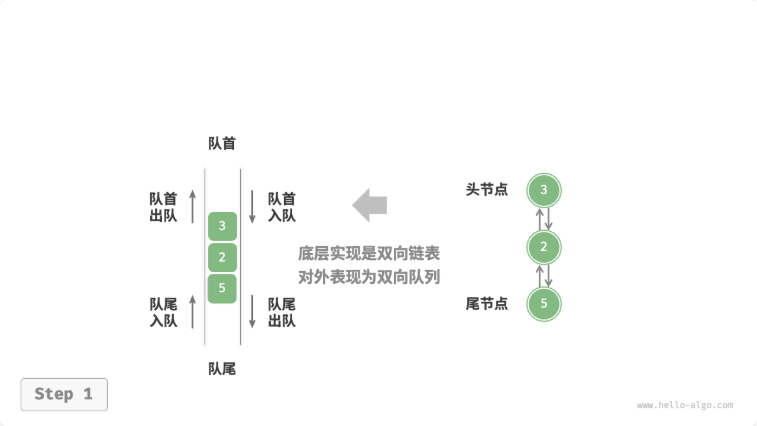 队首
队首
出队
队首
入队
3
2
5
队尾
入队
队尾
出队
队尾
底层实现是双向链表
对外表现为双向队列
头节点
3
2
尾节点
5
Step 1
www.hello-algo.com